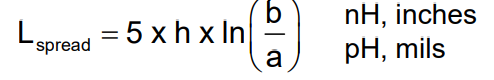 L_spread = 5 x h x ln(b/a) nH, inches
pH, mils